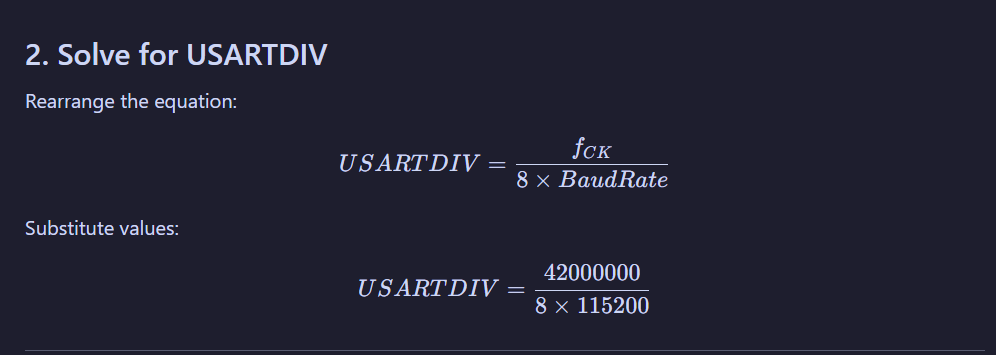 2. Solve for USARTDIV
Rearrange the equation:
USARTDIV = f_CK / (8 × BaudRate)
Substitute values:
USARTDIV = 42000000 / (8 × 115200)